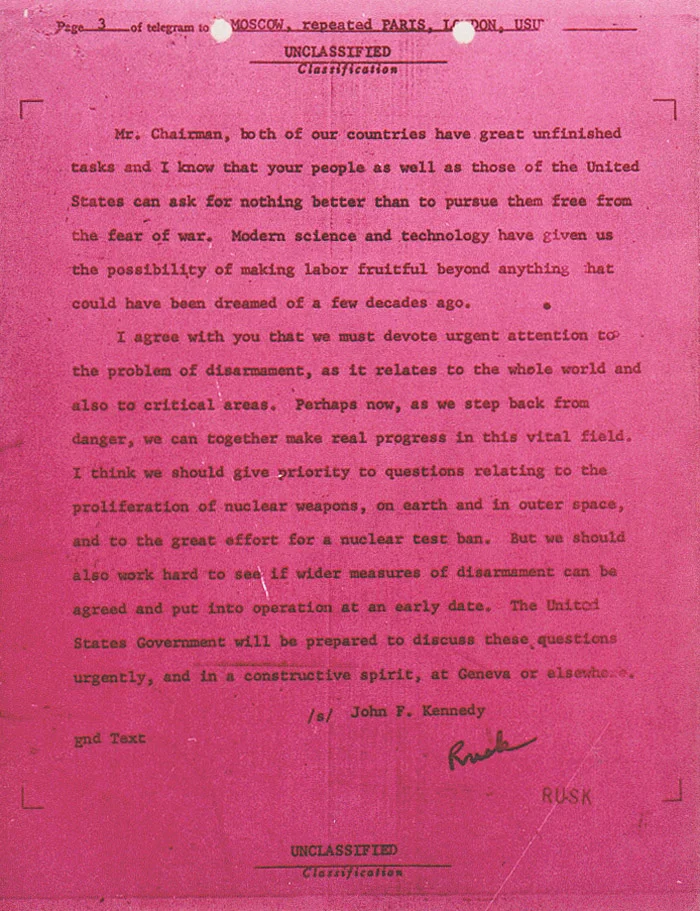 Page 3 of telegram to MOSCOW, repeated PARIS, LONDON,
UNCLASSIFIED
Classification
Mr. Chairman, both of our countries have great unfinished
tasks and I know that your people as well as those of the United
States can ask for nothing better than to pursue them free from
the fear of war. Modern science and technology have given us
the possibility of making labor fruitful beyond anything that
could have been dreamed of a few decades ago.
I agree with you that we must devote urgent attention to
the problem of disarmament, as it relates to the whole world and
also to critical areas. Perhaps now, as we step back from
danger, we can together make real progress in this vital field.
I think we should give priority to questions relating to the
proliferation of nuclear weapons, on earth and in outer space,
and to the great effort for a nuclear test ban. But we should
also work hard to see if wider measures of disarmament can be
agreed and put into operation at an early date. The United
States Government will be prepared to discuss these questions
urgently, and in a constructive spirit, at Geneva or elsewhere.
/s/ John F. Kennedy
gnd Text
Rusk
RUSK
UNCLASSIFIED
Classification